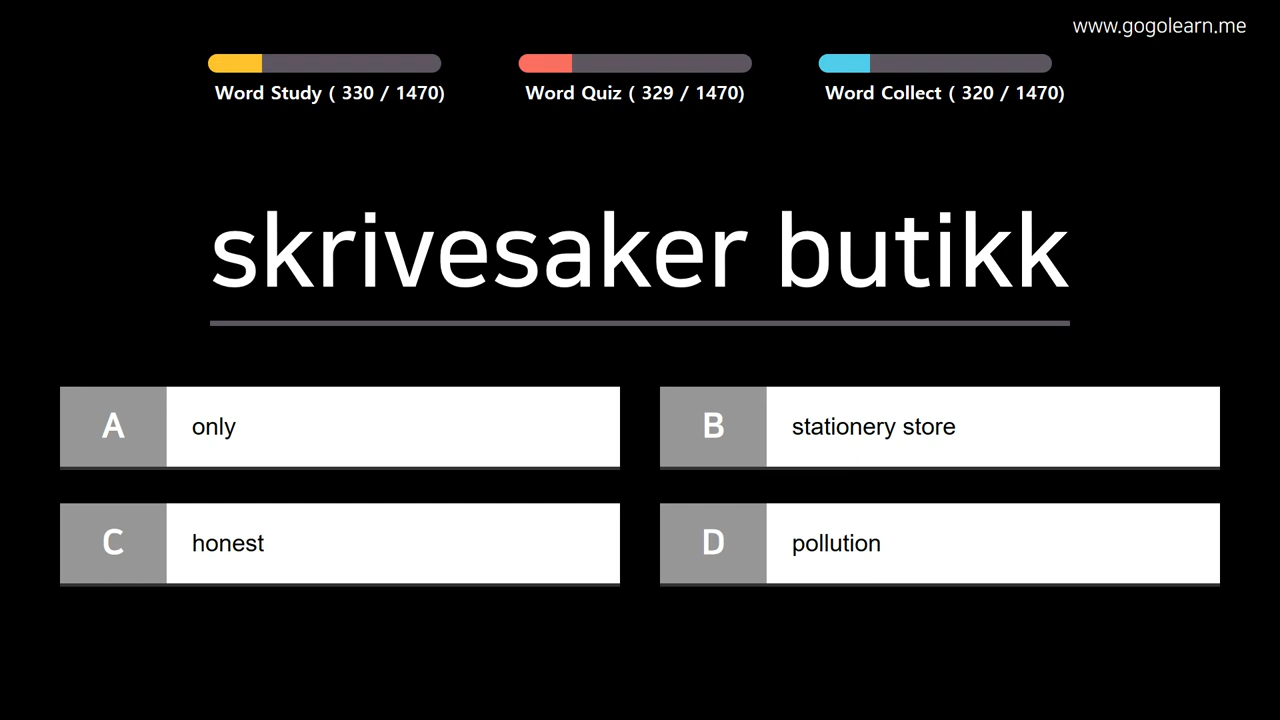 www.gogolearn.me
Word Study ( 330 / 1470)
Word Quiz ( 329 / 1470)
Word Collect ( 320 / 1470)
skrivesaker butikk
A only
B stationery store
C honest
D pollution